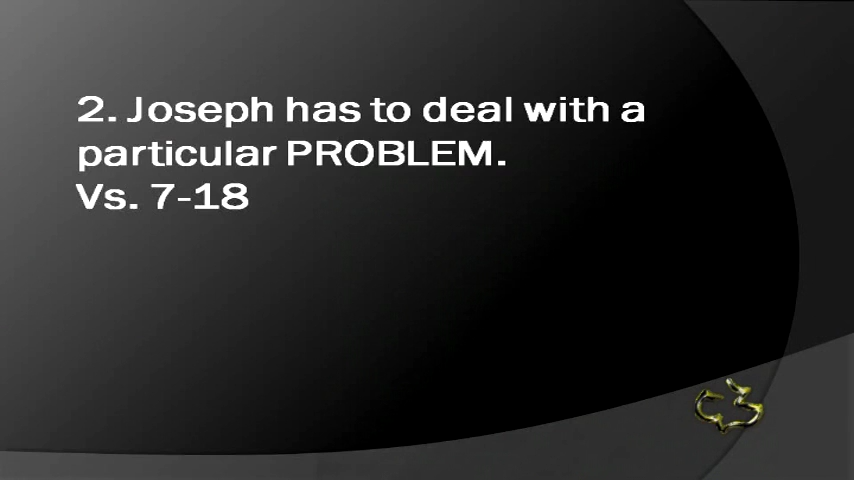 2. Joseph has to deal with a
particular PROBLEM.
Vs. 7-18